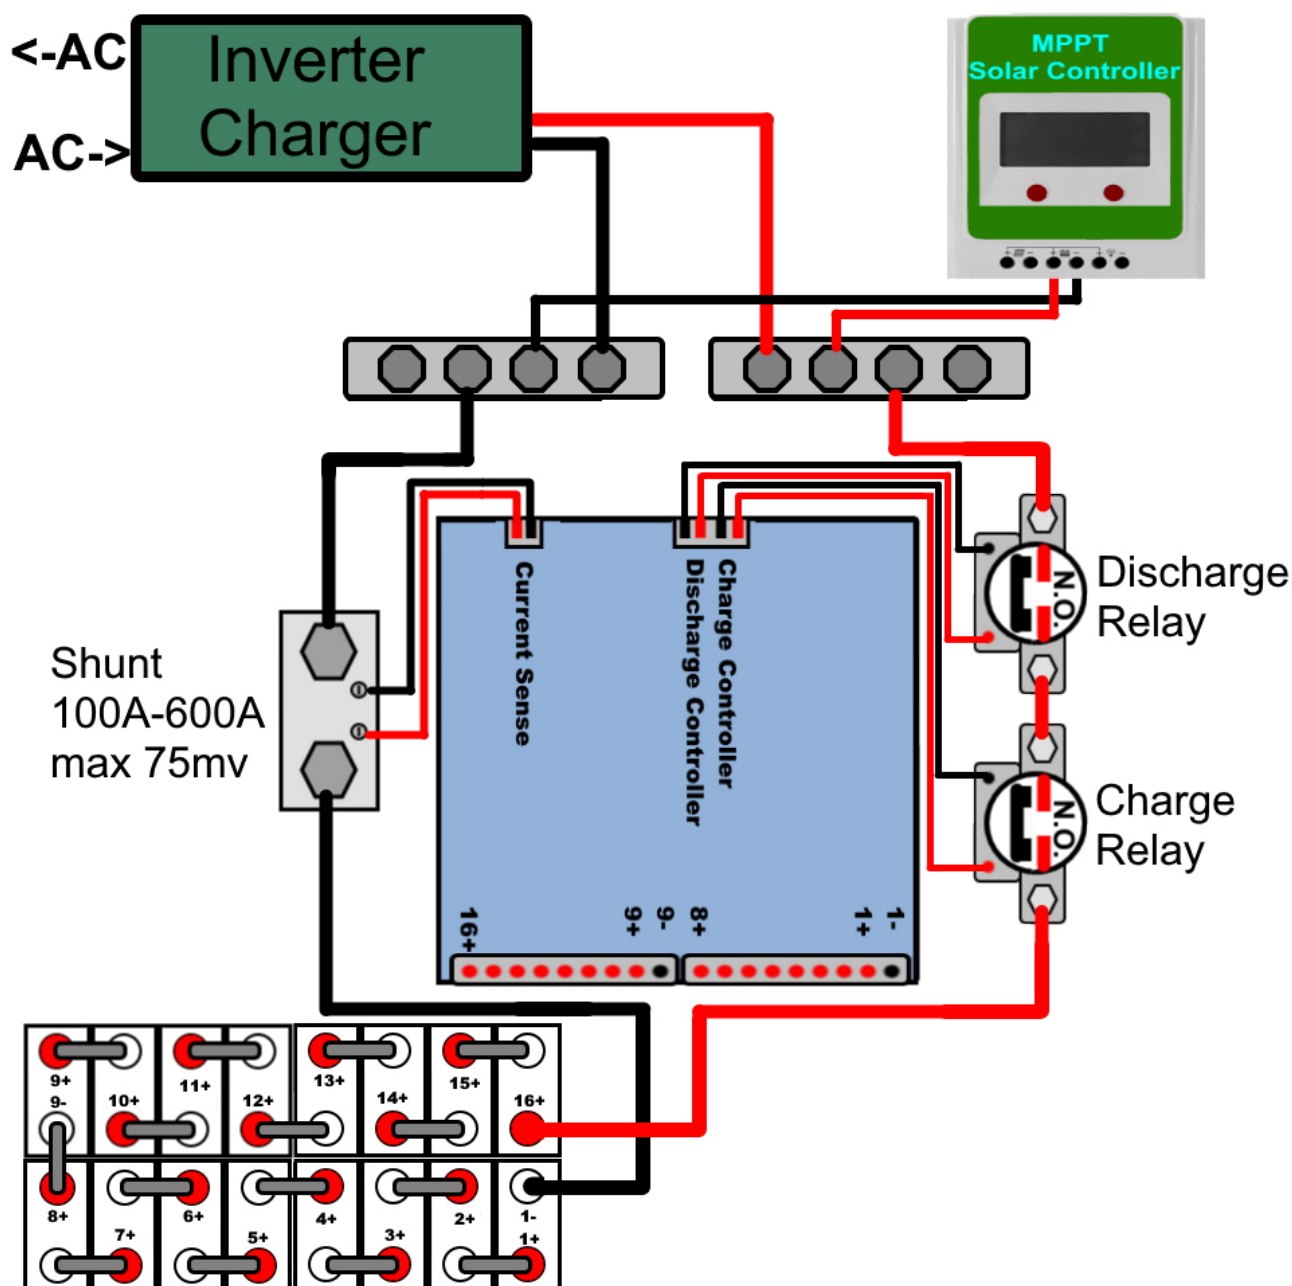 <-AC
AC->
Inverter
Charger
MPPT
Solar Controller
+ - + - + -
Current Sense
Discharge Controller
Charge Controller
N.O.
Discharge
Relay
Shunt
100A-600A
max 75mv
N.O.
Charge
Relay
16+
9+
9-
8+
1+
1-
9+
9-
10+
11+
12+
13+
14+
15+
16+
8+
7+
6+
5+
4+
3+
2+
1-
1+